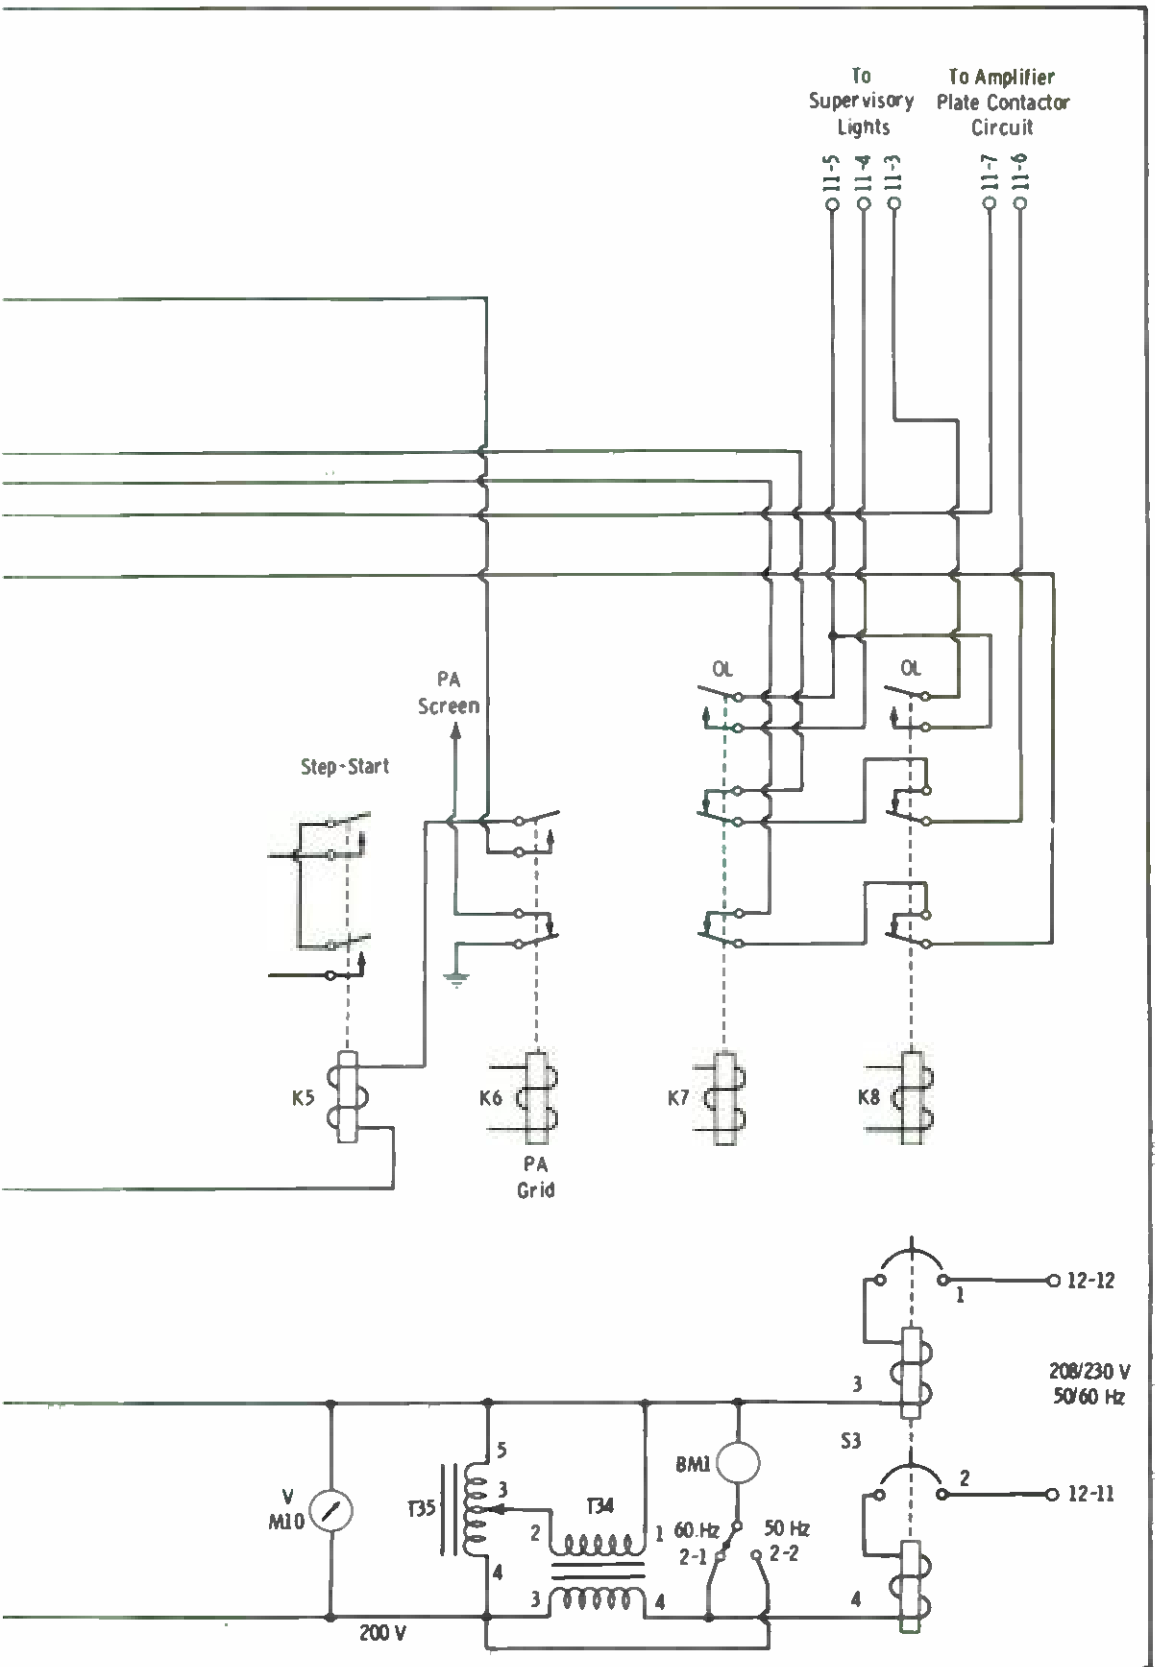 To
Supervisory
Lights
To Amplifier
Plate Contactor
Circuit
11-5
11-4
11-3
11-7
11-6
OL
OL
PA
Screen
Step-Start
K5
K6
K7
K8
PA
Grid
12-12
1
208/230 V
50/60 Hz
3
S3
5
BM1
2
12-11
V
M10
T35
3
T34
2
1
60 Hz
50 Hz
2-1
2-2
4
3
4
4
200 V